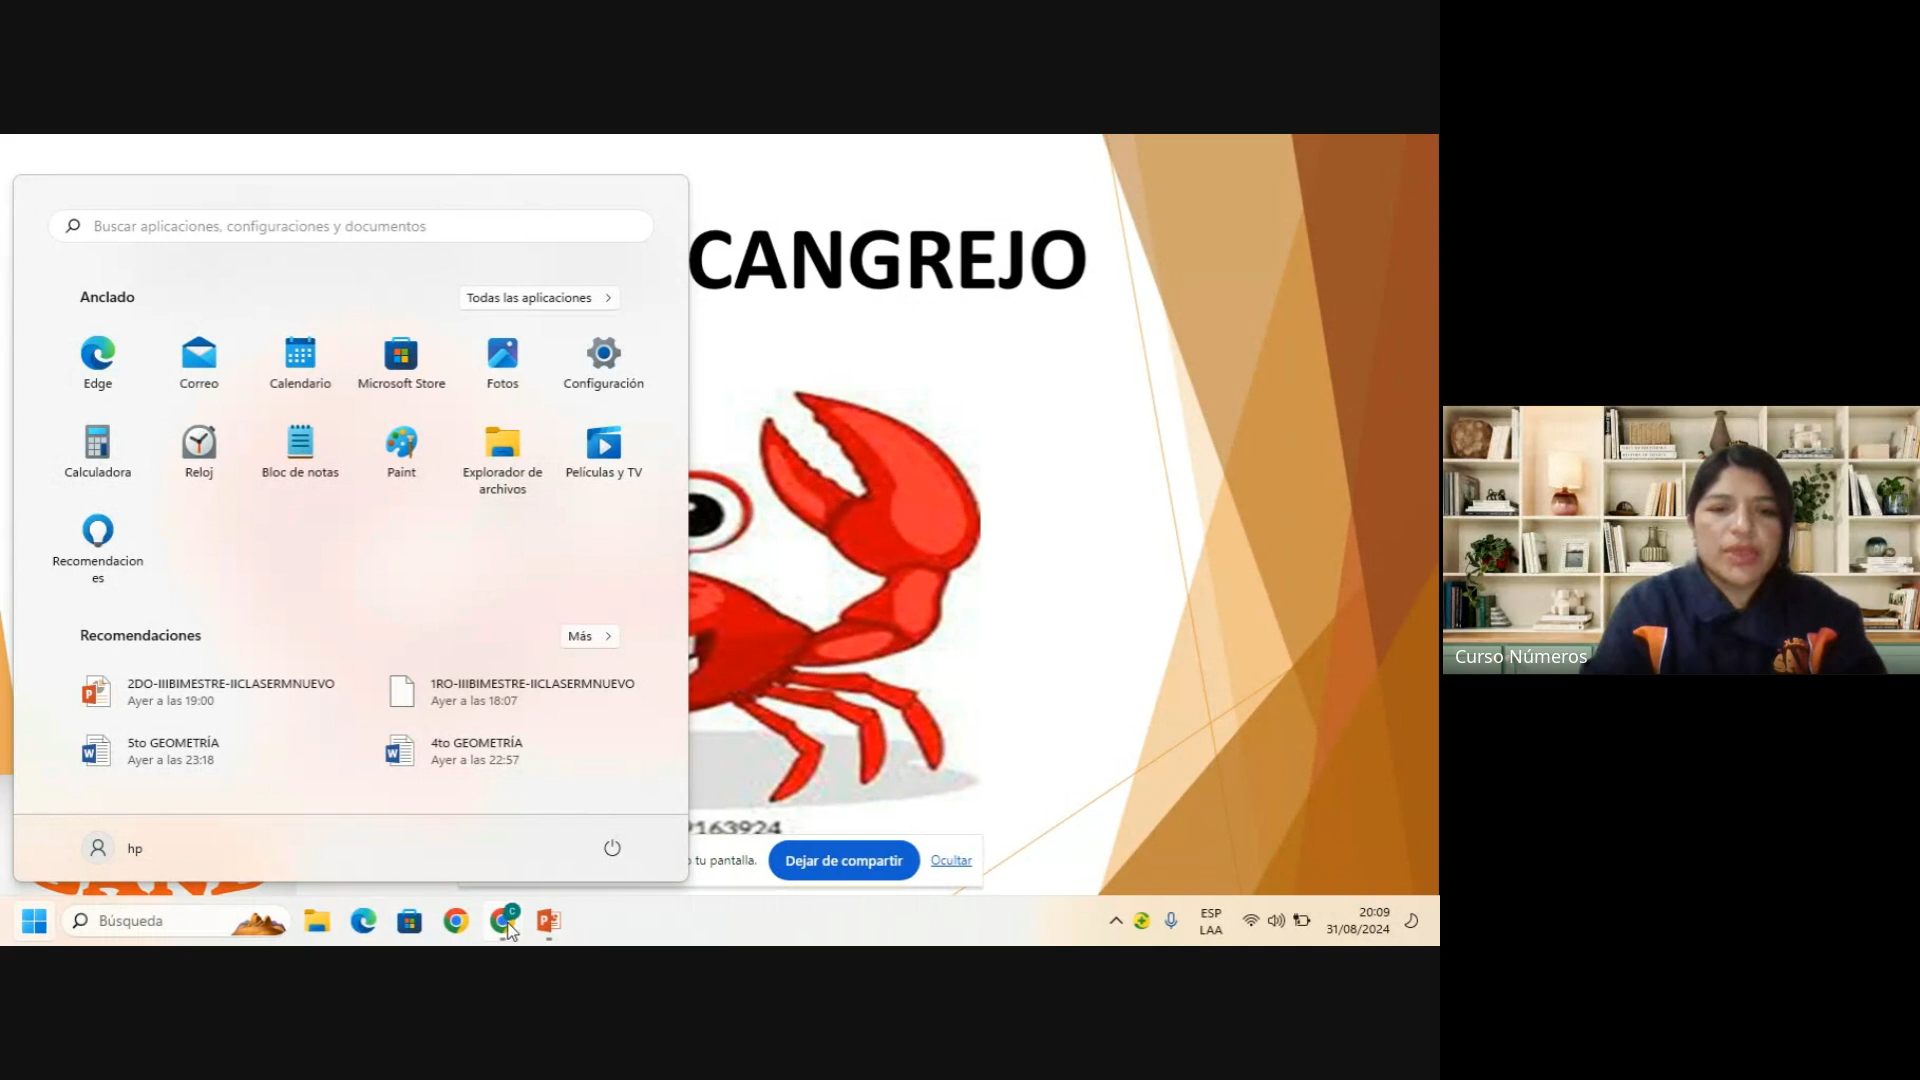 Buscar aplicaciones, configuraciones y documentos
CANGREJO
Anclado
Todas las aplicaciones
Edge
Correo
Calendario
Microsoft Store
Fotos
Configuración
Calculadora
Reloj
Bloc de notas
Paint
Explorador de
archivos
Películas y TV
Recomendacion
es
Recomendaciones
Más
2DO-IIIBIMESTRE-IICLASERMNUEVO
Ayer a las 19:00
1RO-IIIBIMESTRE-IICLASERMNUEVO
Ayer a las 18:07
5to GEOMETRÍA
Ayer a las 23:18
4to GEOMETRÍA
Ayer a las 22:57
hp
tu pantalla.
Dejar de compartir
Ocultar
Búsqueda
C
ESP
LAA
20:09
31/08/2024
Curso Números